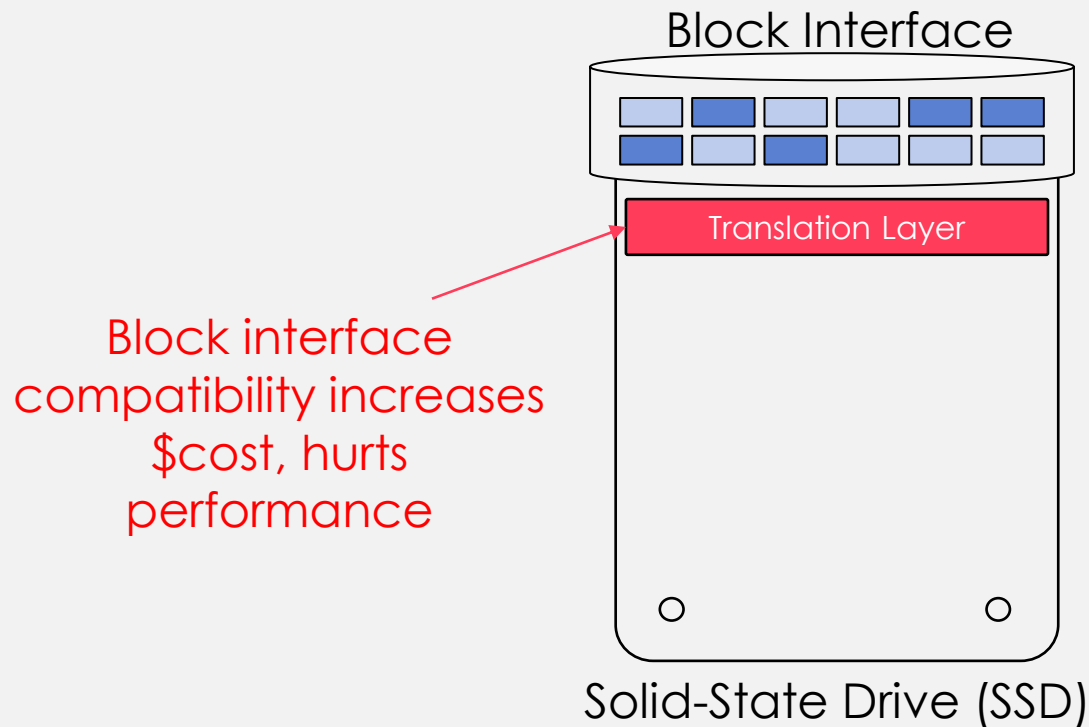 Block Interface
Translation Layer
Block interface
compatibility increases
$cost, hurts
performance
Solid-State Drive (SSD)